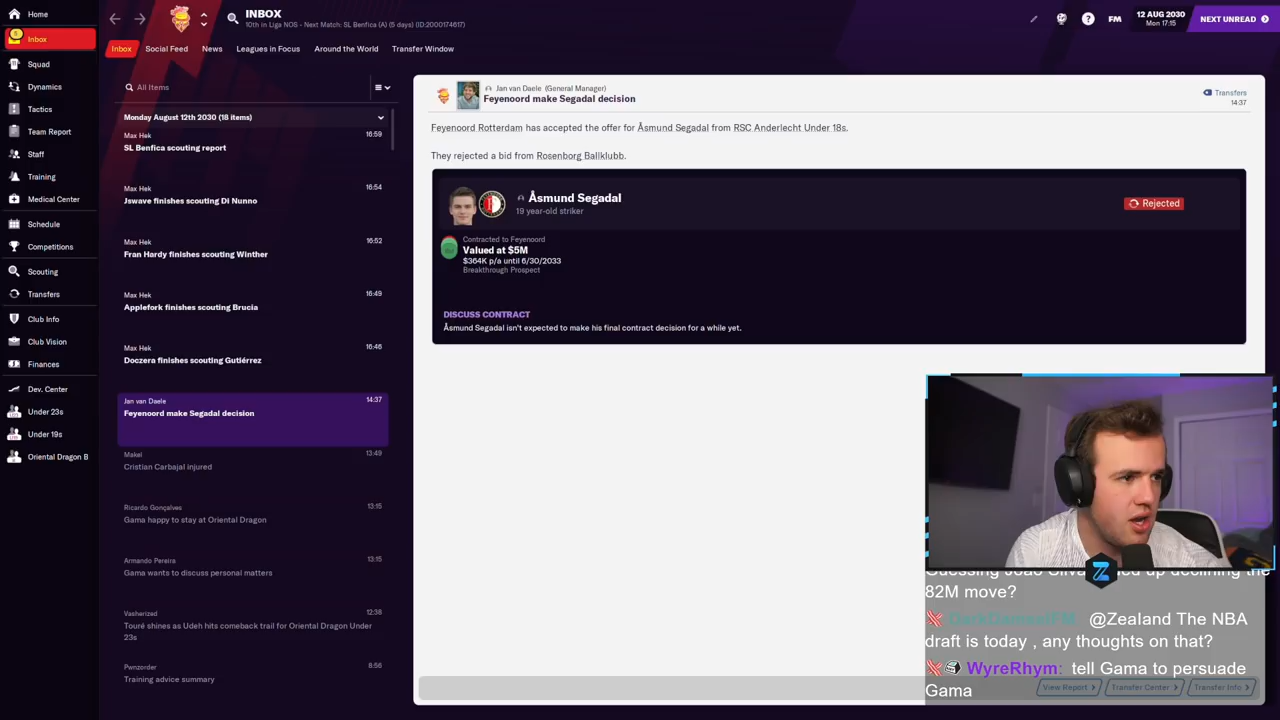 Home
Inbox
5
Squad
Dynamics
Tactics
Team Report
Staff
Training
Medical Center
Schedule
Competitions
Scouting
Transfers
Club Info
Club Vision
Finances
Dev. Center
Under 23s
Under 19s
Oriental Dragon B
INBOX
10th in Liga NOS - Next Match: SL Benfica (A) (5 days) (ID:2000174617)
FM
12 AUG 2030
Mon 17:15
NEXT UNREAD
Inbox
Social Feed
News
Leagues in Focus
Around the World
Transfer Window
All Items
Monday August 12th 2030 (18 items)
Max Hek 16:59
SL Benfica scouting report
Max Hek 16:54
Jswave finishes scouting Di Nunno
Max Hek 16:52
Fran Hardy finishes scouting Winther
Max Hek 16:49
Applefork finishes scouting Brucia
Max Hek 16:46
Doczera finishes scouting Gutiérrez
Jan van Daele 14:37
Feyenoord make Segadal decision
Makel 13:49
Cristian Carbajal injured
Ricardo Gonçalves 13:15
Gama happy to stay at Oriental Dragon
Armando Pereira 13:15
Gama wants to discuss personal matters
Vasherized 12:36
Touré shines as Udeh hits comeback trail for Oriental Dragon Under
23s
Pwnzorder 8:56
Training advice summary
Jan van Daele (General Manager)
Feyenoord make Segadal decision
Transfers
14:37
Feyenoord Rotterdam has accepted the offer for Åsmund Segadal from RSC Anderlecht Under 18s.
They rejected a bid from Rosenborg Ballklubb.
Åsmund Segadal
19 year-old striker
Rejected
Contracted to Feyenoord
Valued at $5M
$364K p/a until 6/30/2033
Breakthrough Prospect
DISCUSS CONTRACT
Åsmund Segadal isn't expected to make his final contract decision for a while yet.
82M move?
@Zealand The NBA
draft is today , any thoughts on that?
WyreRhym: tell Gama to persuade
Gama
View Report
Transfer Center
Transfer Info